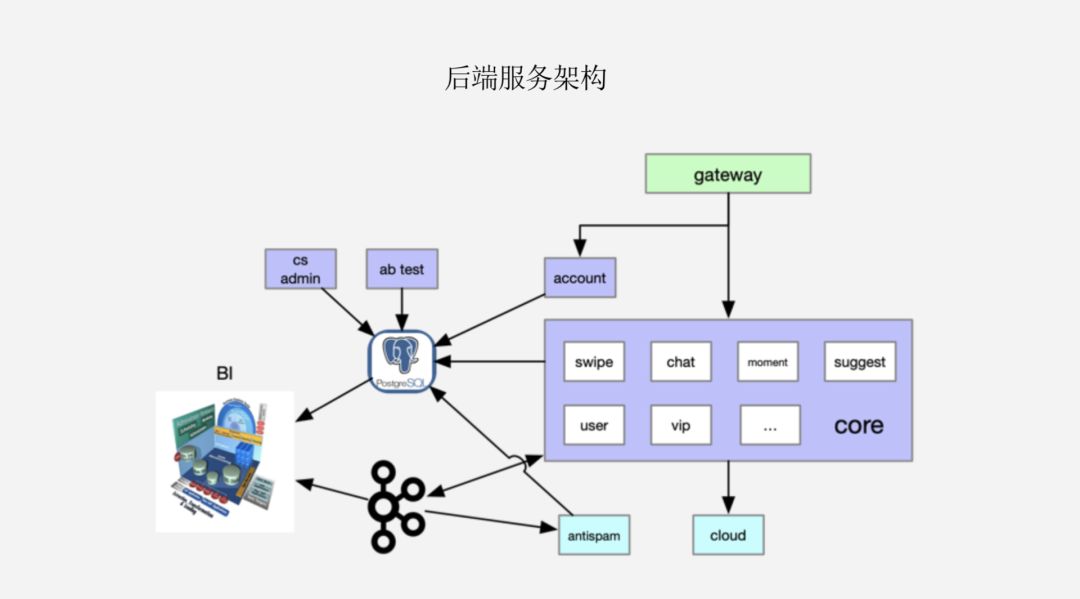 后端服务架构
gateway
cs
admin
ab test
account
PostgreSQL
swipe
chat
moment
suggest
user
vip
...
core
BI
antispam
cloud